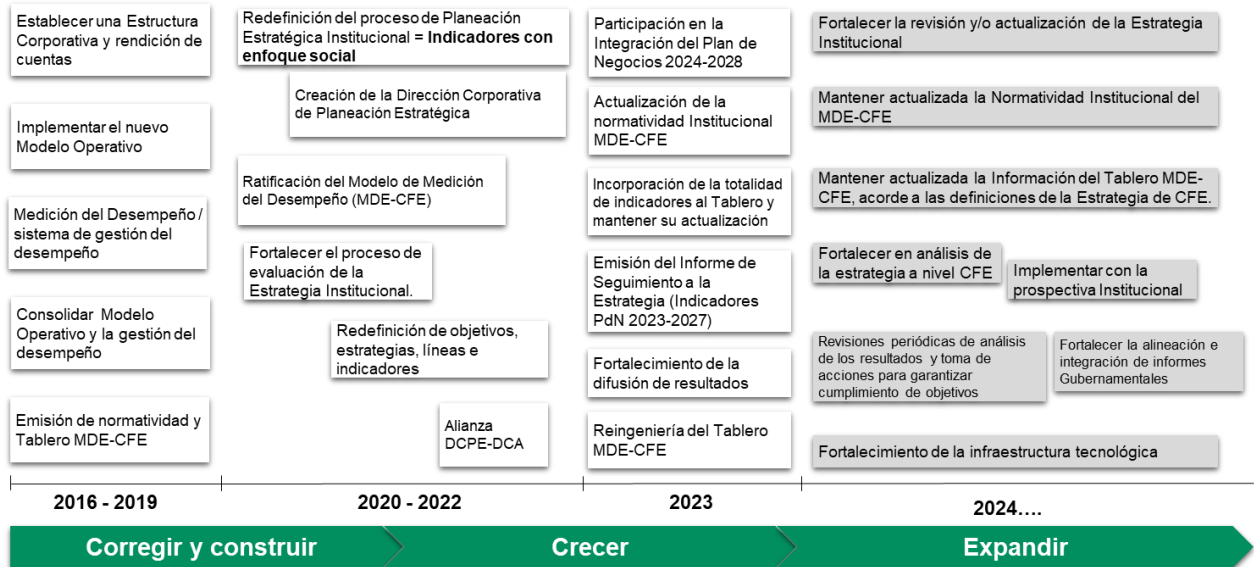 Establecer una Estructura
Corporativa y rendición de
cuentas
Implementar el nuevo
Modelo Operativo
Medición del Desempeño /
sistema de gestión del
desempeño
Consolidar Modelo
Operativo y la gestión del
desempeño
Emisión de normatividad y
Tablero MDE-CFE
Redefinición del proceso de Planeación
Estratégica Institucional = Indicadores con
enfoque social
Creación de la Dirección Corporativa
de Planeación Estratégica
Ratificación del Modelo de Medición
del Desempeño (MDE-CFE)
Fortalecer el proceso de
evaluación de la
Estrategia Institucional.
Redefinición de objetivos,
estrategias, líneas e
indicadores
Alianza
DCPE-DCA
Participación en la
Integración del Plan de
Negocios 2024-2028
Actualización de la
normatividad Institucional
MDE-CFE
Incorporación de la totalidad
de indicadores al Tablero y
mantener su actualización
Emisión del Informe de
Seguimiento a la
Estrategia (Indicadores
PdN 2023-2027)
Fortalecimiento de la
difusión de resultados
Reingeniería del Tablero
MDE-CFE
Fortalecer la revisión y/o actualización de la Estrategia
Institucional
Mantener actualizada la Normatividad Institucional del
MDE-CFE
Mantener actualizada la Información del Tablero MDE-
CFE, acorde a las definiciones de la Estrategia de CFE.
Fortalecer en análisis de
la estrategia a nivel CFE
Implementar con la
prospectiva Institucional
Revisiones periódicas de análisis
de los resultados y toma de
acciones para garantizar
cumplimiento de objetivos
Fortalecer la alineación e
integración de informes
Gubernamentales
Fortalecimiento de la infraestructura tecnológica
2016 - 2019
2020 - 2022
2023
2024....
Corregir y construir
Crecer
Expandir